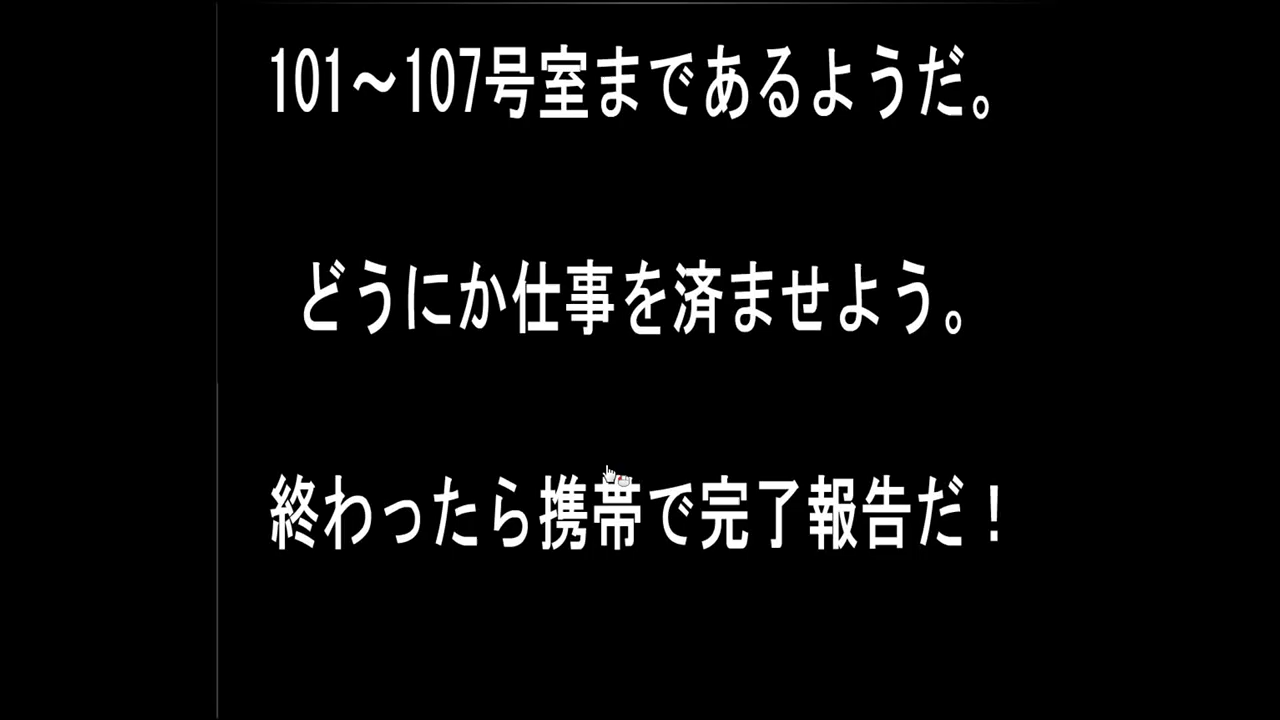 101～107号室まであるようだ。
どうにか仕事を済ませよう。
終わったら携帯で完了報告だ！